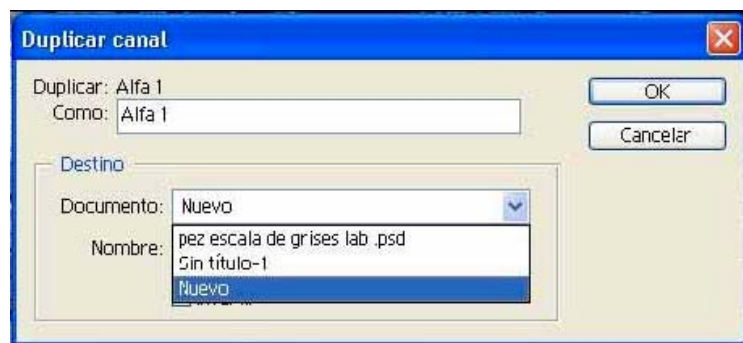 Duplicar canal
Duplicar: Alfa 1
OK
Como: Alfa 1
Cancelar
Destino
Documento: Nuevo
Nombre:
pez escala de grises lab .psd
Sin título-1
Nuevo